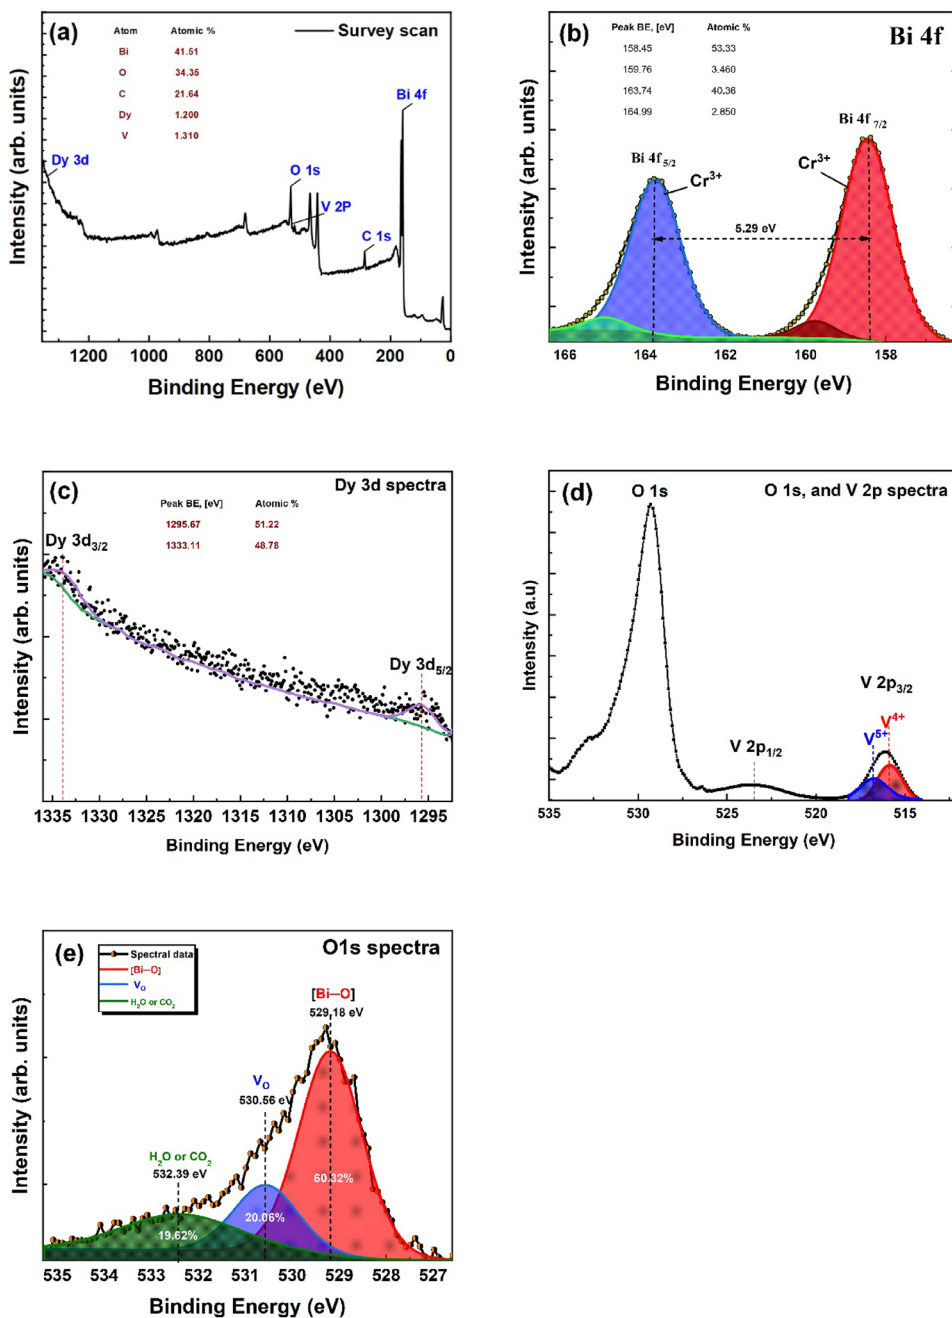 (a)
Survey scan
Atom Atomic %
Bi 41.51
O 34.35
C 21.64
Dy 1.200
V 1.310
Bi 4f
Dy 3d
O 1s
V 2P
C 1s
Intensity (arb. units)
1200 1000 800 600 400 200 0
Binding Energy (eV)
(b)
Bi 4f
Peak BE, [eV] Atomic %
158.45 53.33
159.76 3.460
163.74 40.36
164.99 2.850
Bi 4f 7/2
Bi 4f 5/2
Cr3+
Cr3+
5.29 eV
Intensity (arb. units)
166 164 162 160 158
Binding Energy (eV)
(c)
Dy 3d spectra
Peak BE, [eV] Atomic %
1295.67 51.22
1333.11 48.78
Dy 3d3/2
Dy 3d5/2
Intensity (arb. units)
1335 1330 1325 1320 1315 1310 1305 1300 1295
Binding Energy (eV)
(d)
O 1s
O 1s, and V 2p spectra
V 2p3/2
V4+
V5+
V 2p1/2
Intensity (a.u)
535 530 525 520 515
Binding Energy (eV)
(e)
O1s spectra
Spectral data
[Bi—O]
VO
H2O or CO2
[Bi—O]
529.18 eV
VO
530.56 eV
H2O or CO2
532.39 eV
60.32%
20.06%
19.62%
Intensity (arb. units)
535 534 533 532 531 530 529 528 527
Binding Energy (eV)